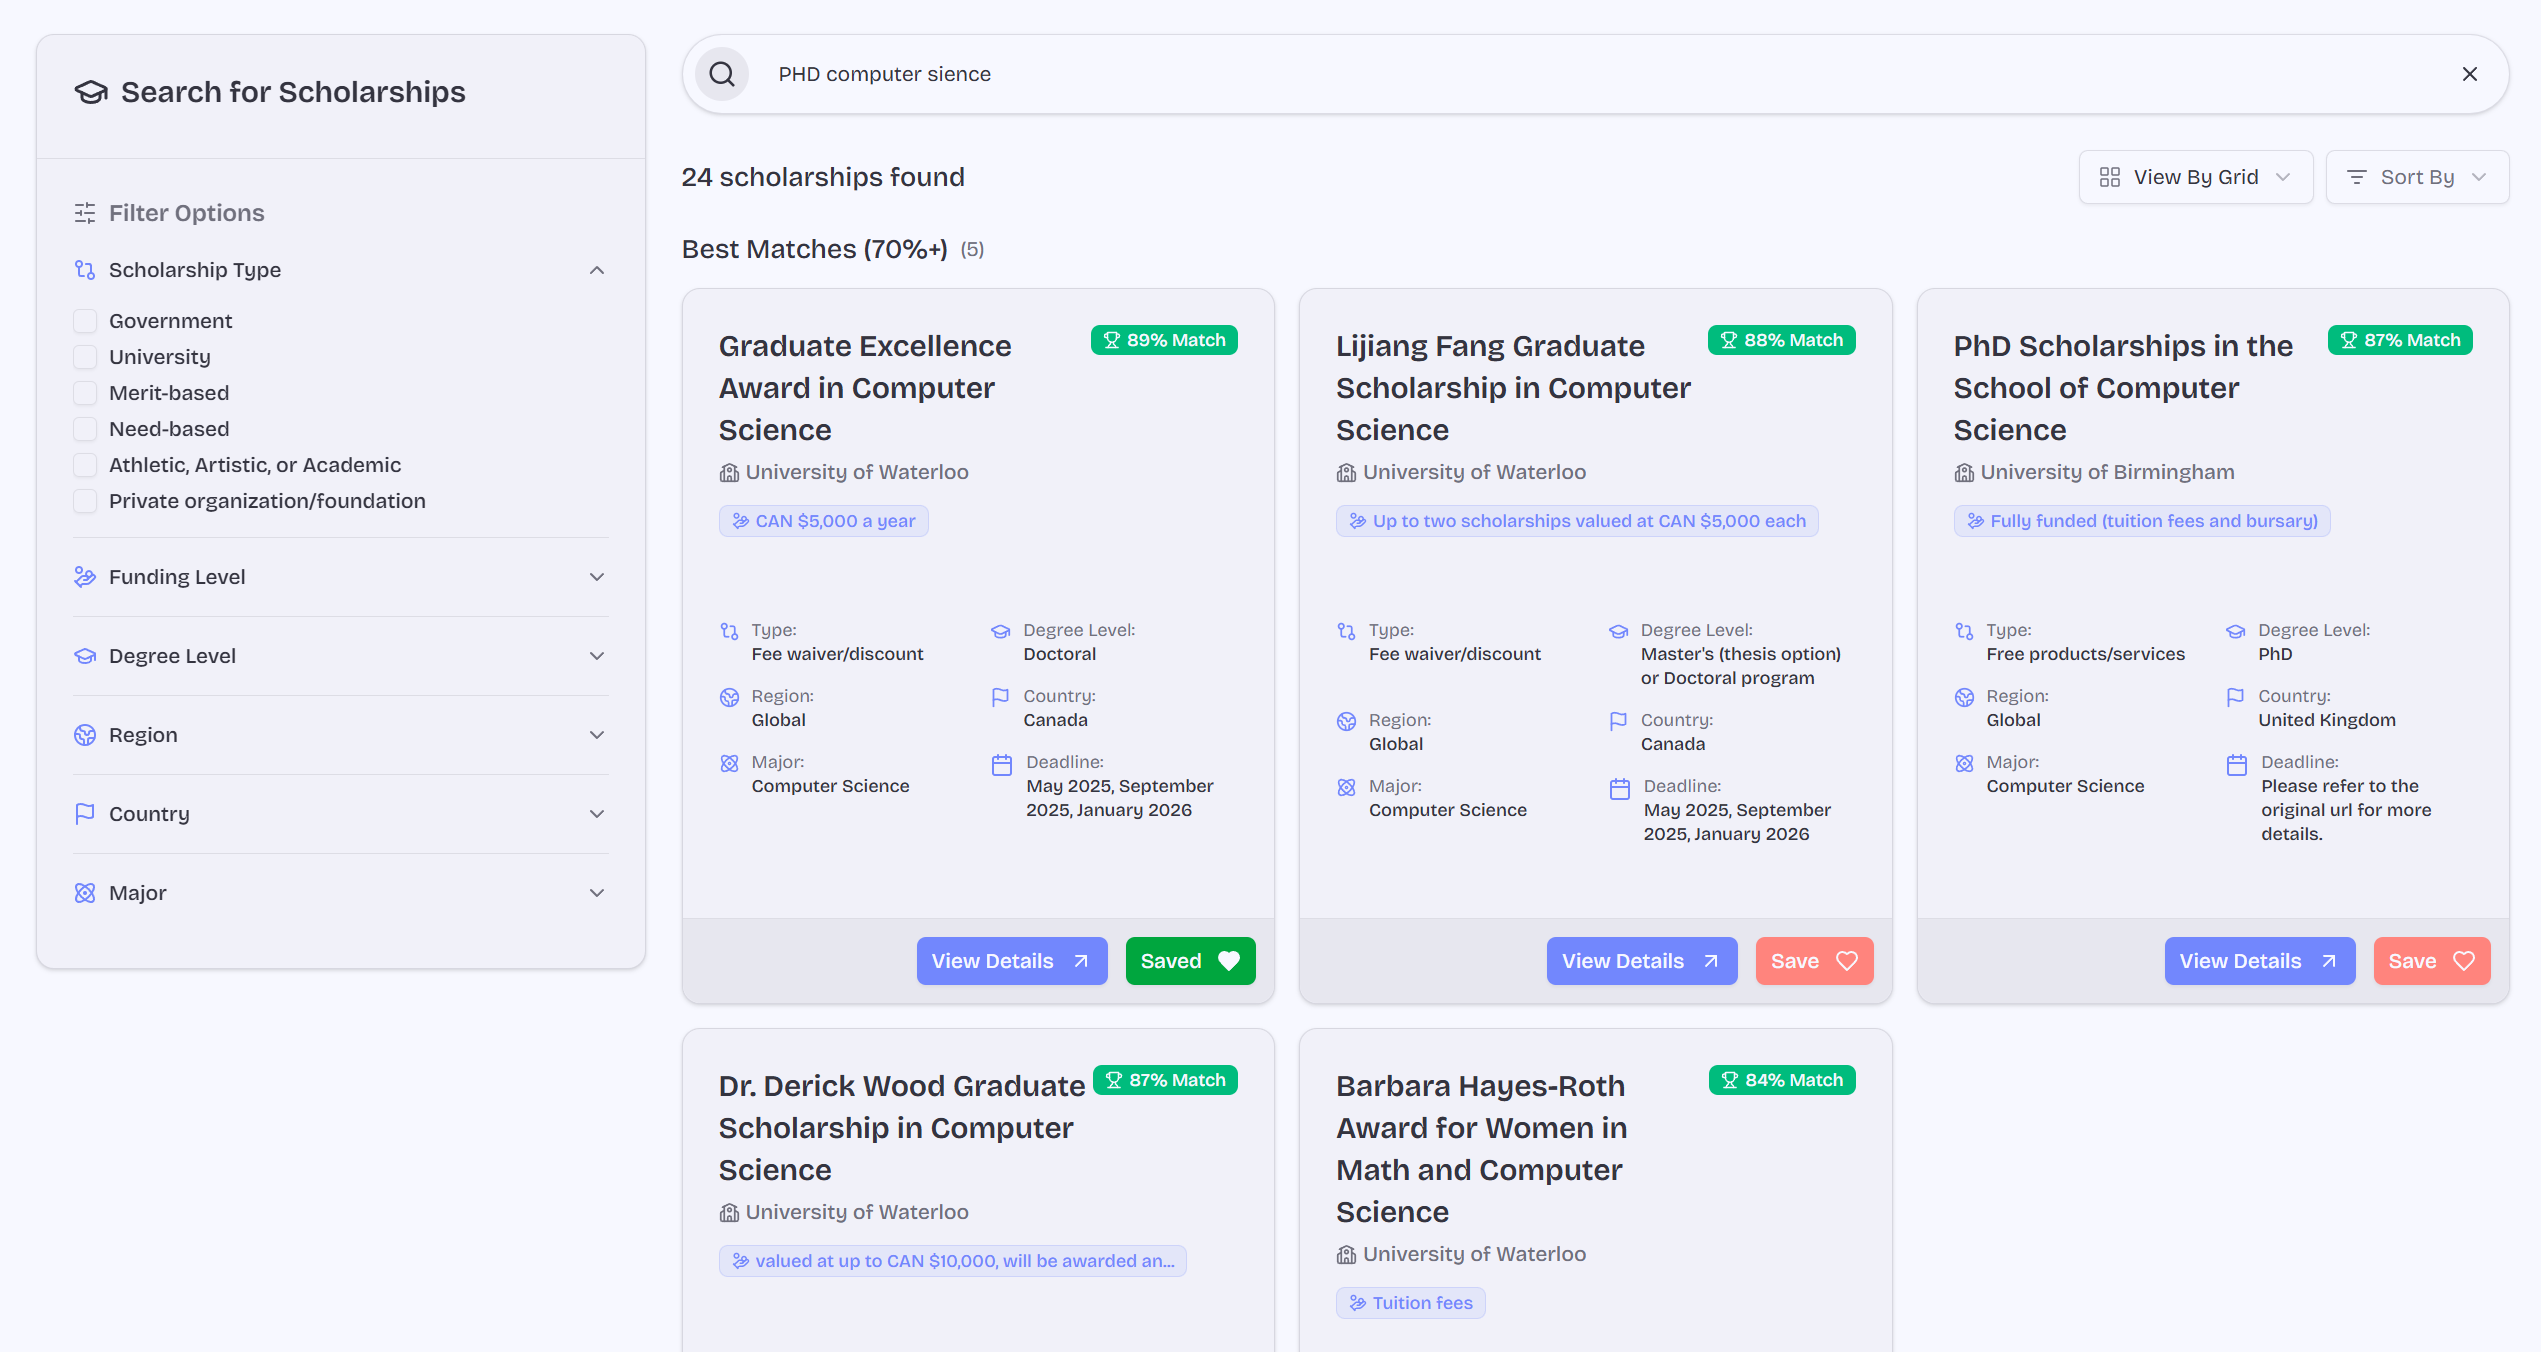 Search for Scholarships
Filter Options
Scholarship Type
Government
University
Merit-based
Need-based
Athletic, Artistic, or Academic
Private organization/foundation
Funding Level
Degree Level
Region
Country
Major
PHD computer sience
24 scholarships found
View By Grid
Sort By
Best Matches (70%+) (5)
Graduate Excellence
Award in Computer
Science
89% Match
University of Waterloo
CAN $5,000 a year
Type:
Fee waiver/discount
Degree Level:
Doctoral
Region:
Global
Country:
Canada
Major:
Computer Science
Deadline:
May 2025, September
2025, January 2026
View Details
Saved
Lijiang Fang Graduate
Scholarship in Computer
Science
88% Match
University of Waterloo
Up to two scholarships valued at CAN $5,000 each
Type:
Fee waiver/discount
Degree Level:
Master's (thesis option)
or Doctoral program
Region:
Global
Country:
Canada
Major:
Computer Science
Deadline:
May 2025, September
2025, January 2026
View Details
Save
PhD Scholarships in the
School of Computer
Science
87% Match
University of Birmingham
Fully funded (tuition fees and bursary)
Type:
Free products/services
Degree Level:
PhD
Region:
Global
Country:
United Kingdom
Major:
Computer Science
Deadline:
Please refer to the
original url for more
details.
View Details
Save
Dr. Derick Wood Graduate
Scholarship in Computer
Science
87% Match
University of Waterloo
valued at up to CAN $10,000, will be awarded an...
Barbara Hayes-Roth
Award for Women in
Math and Computer
Science
84% Match
University of Waterloo
Tuition fees